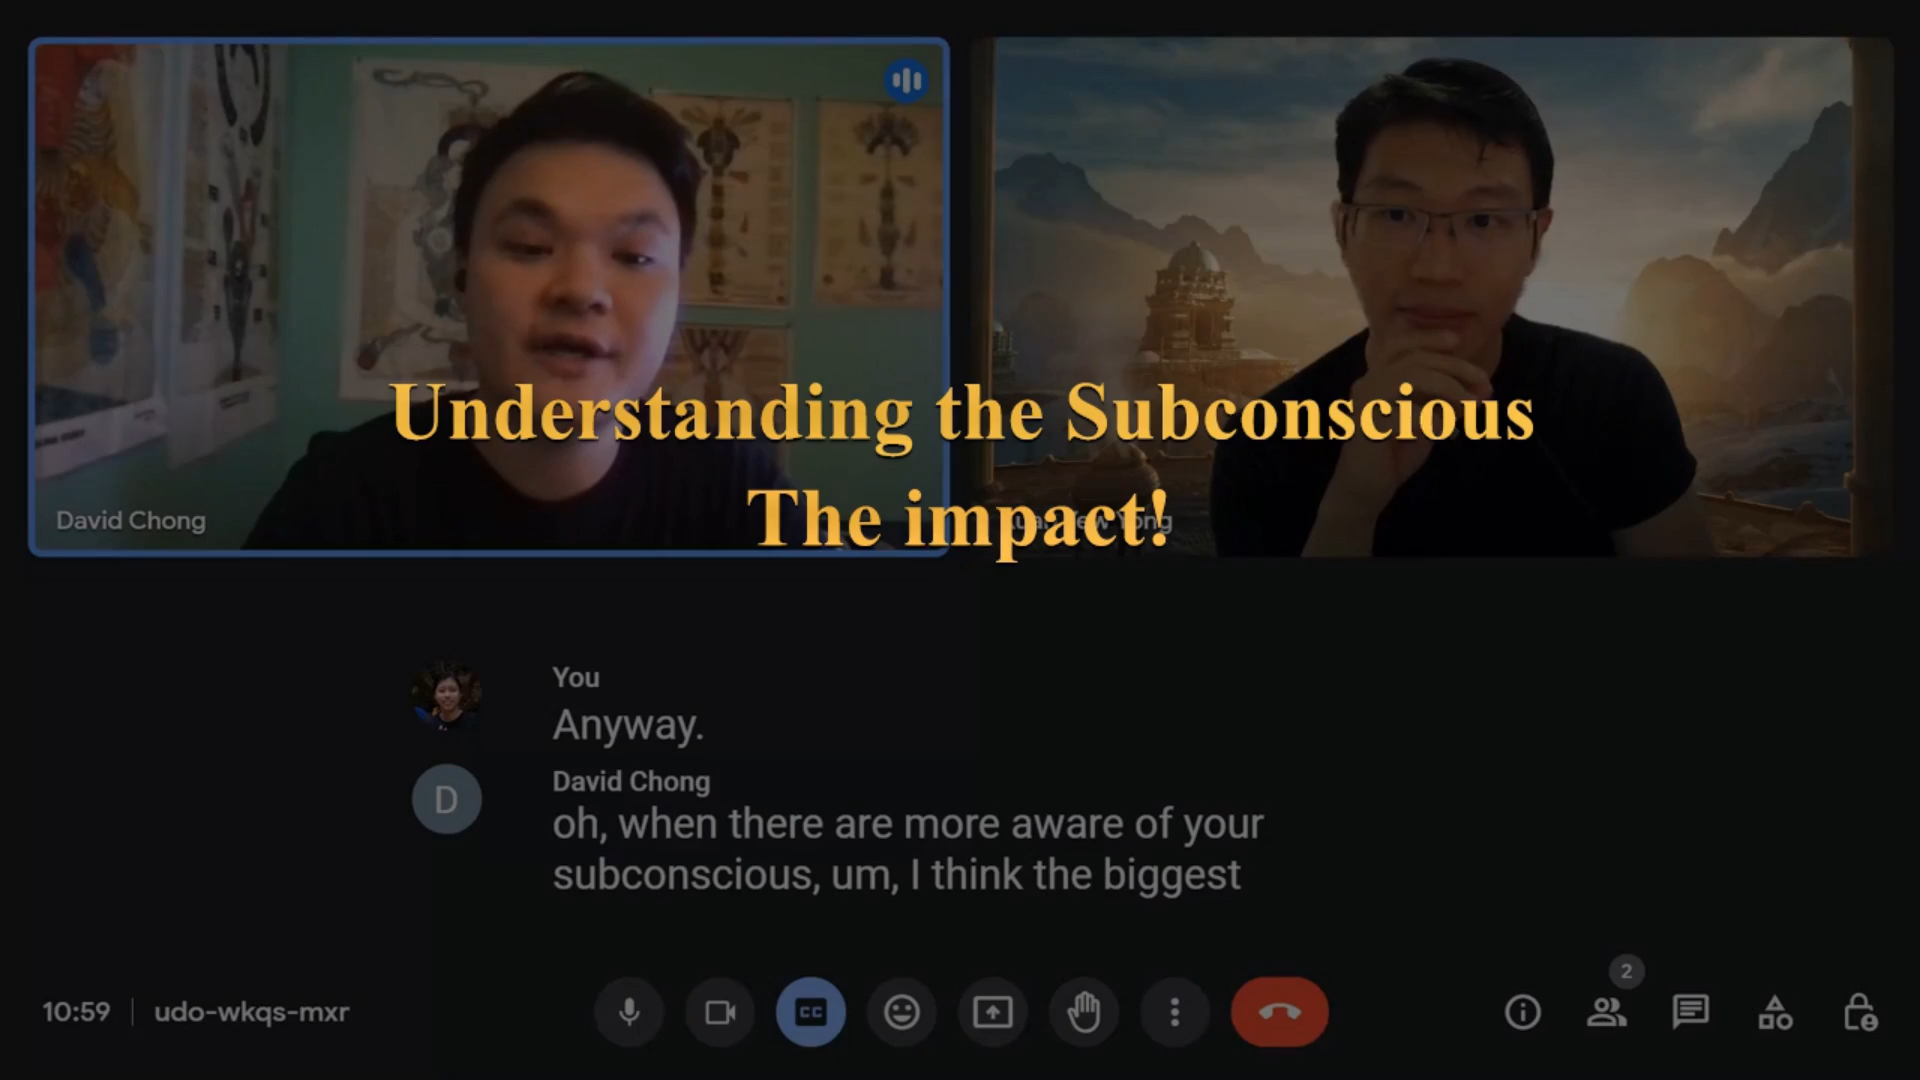 David Chong
Understanding the Subconscious
The impact!
You
Anyway.
D
David Chong
oh, when there are more aware of your
subconscious, um, I think the biggest
2
10:59
udo-wkqs-mxr
CC